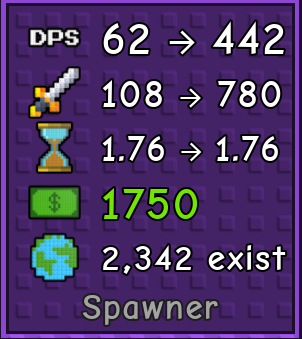 DPS 62 → 442
108 → 780
1.76 → 1.76
$ 1750
2,342 exist
Spawner